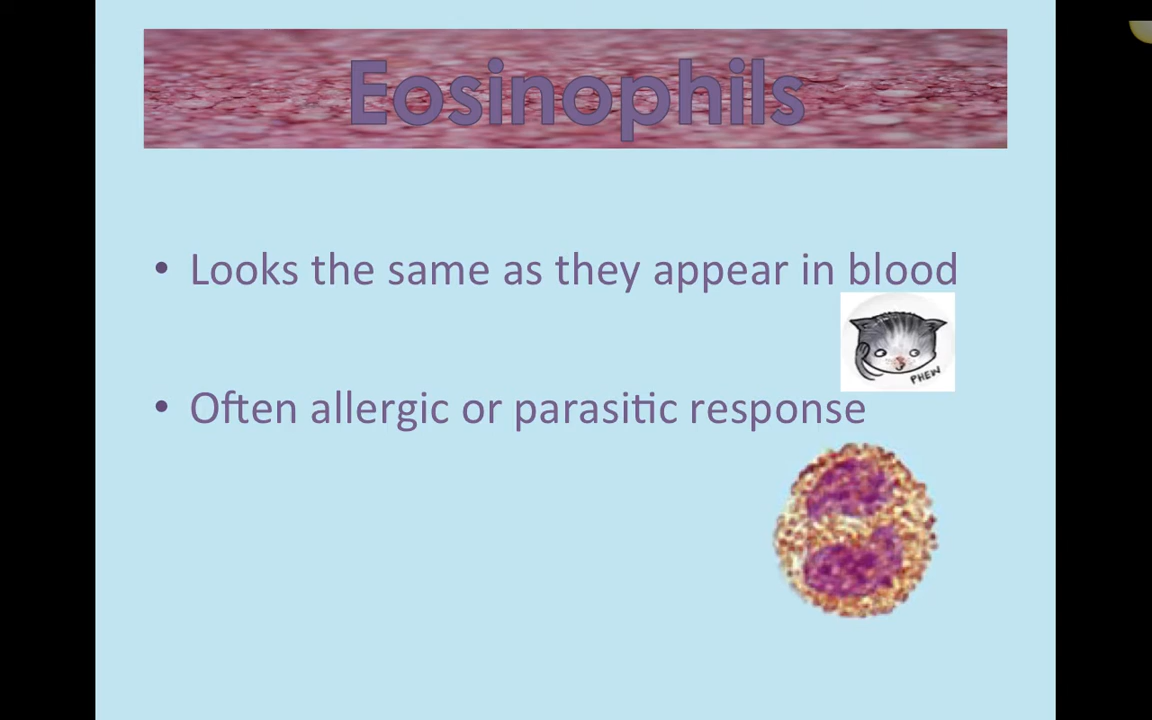 Eosinophils
• Looks the same as they appear in blood
PHEW
• Often allergic or parasitic response